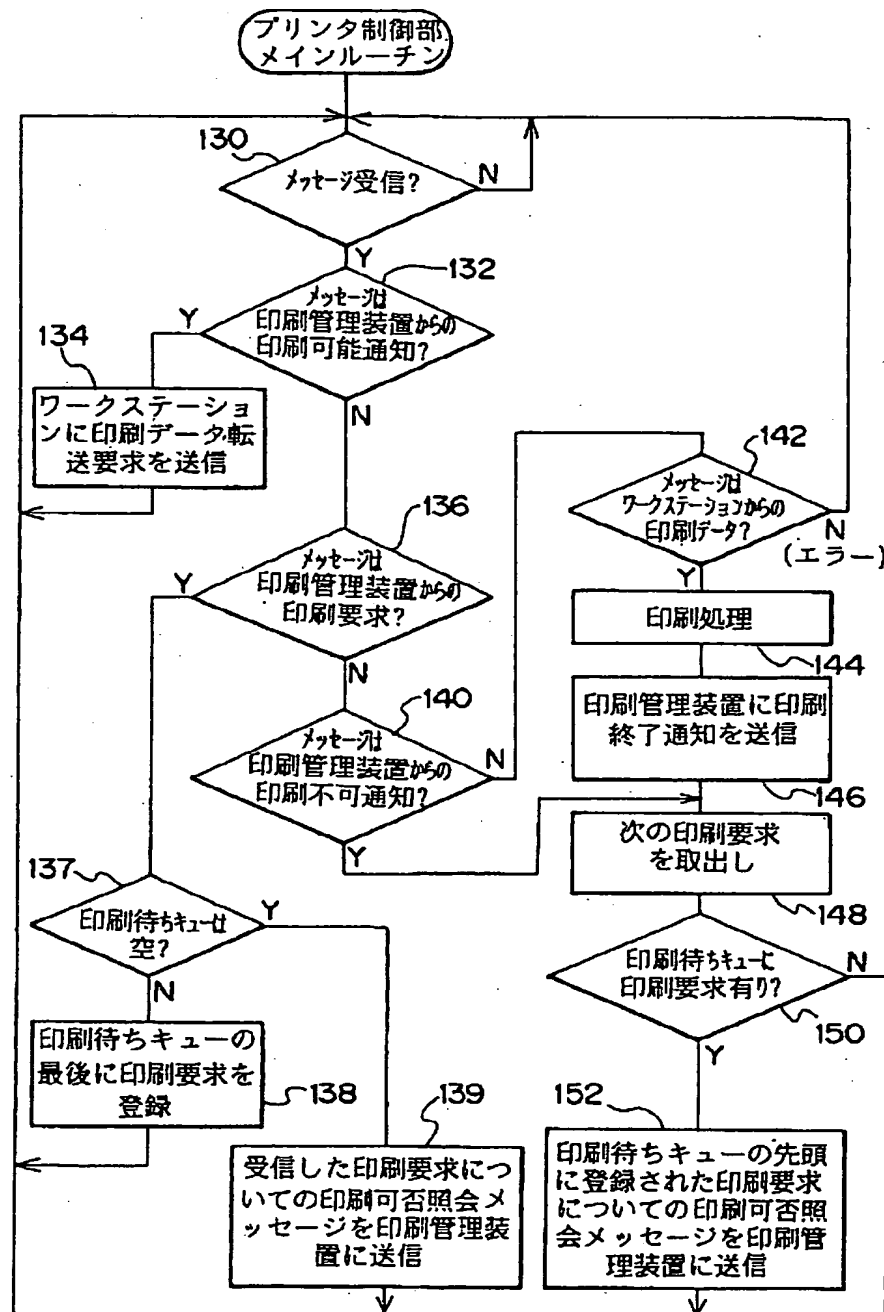 プリンタ制御部
メインルーチン
130
メッセージ受信?
N
Y
132
メッセージは
印刷管理装置からの
印刷可能通知?
Y
N
134
ワークステーショ
ンに印刷データ転
送要求を送信
136
メッセージは
印刷管理装置からの
印刷要求?
Y
N
140
メッセージは
印刷管理装置からの
印刷不可通知?
N
Y
142
メッセージは
ワークステーションからの
印刷データ?
N
(エラー)
Y
印刷処理
144
印刷管理装置に印刷
終了通知を送信
146
次の印刷要求
を取出し
148
印刷待ちキューに
印刷要求有り?
N
150
Y
137
印刷待ちキューは
空?
Y
N
印刷待ちキューの
最後に印刷要求を
登録
138
139
受信した印刷要求につ
いての印刷可否照会メ
ッセージを印刷管理装
置に送信
152
印刷待ちキューの先頭
に登録された印刷要求
についての印刷可否照
会メッセージを印刷管
理装置に送信